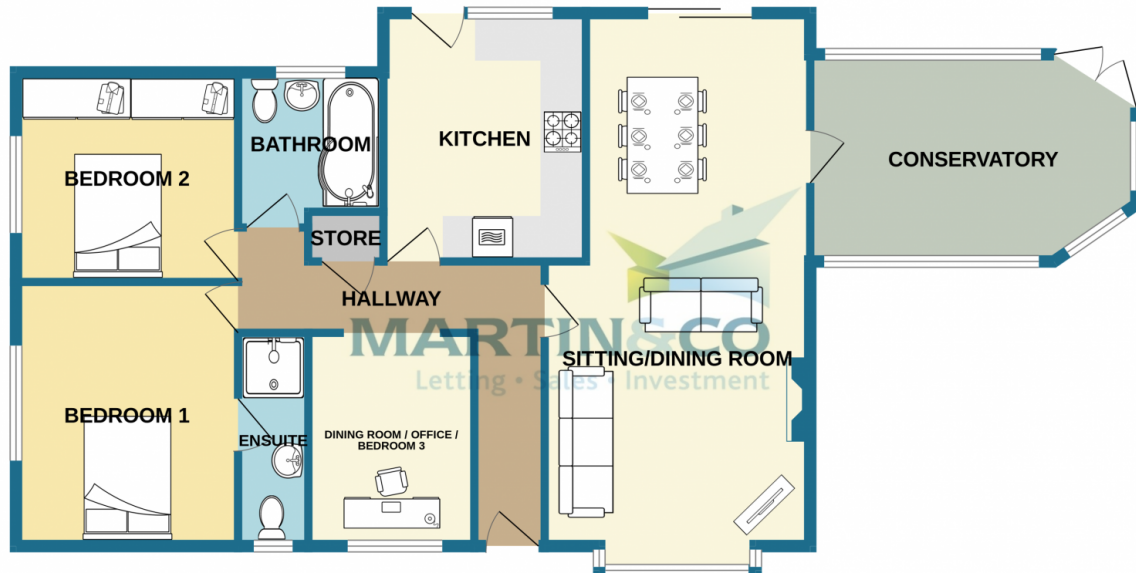 KITCHEN
BATHROOM
CONSERVATORY
BEDROOM 2
STORE
HALLWAY
MARTIN&CO
SITTING/DINING ROOM
Letting • Sales • Investment
BEDROOM 1
ENSUITE
DINING ROOM / OFFICE /
BEDROOM 3